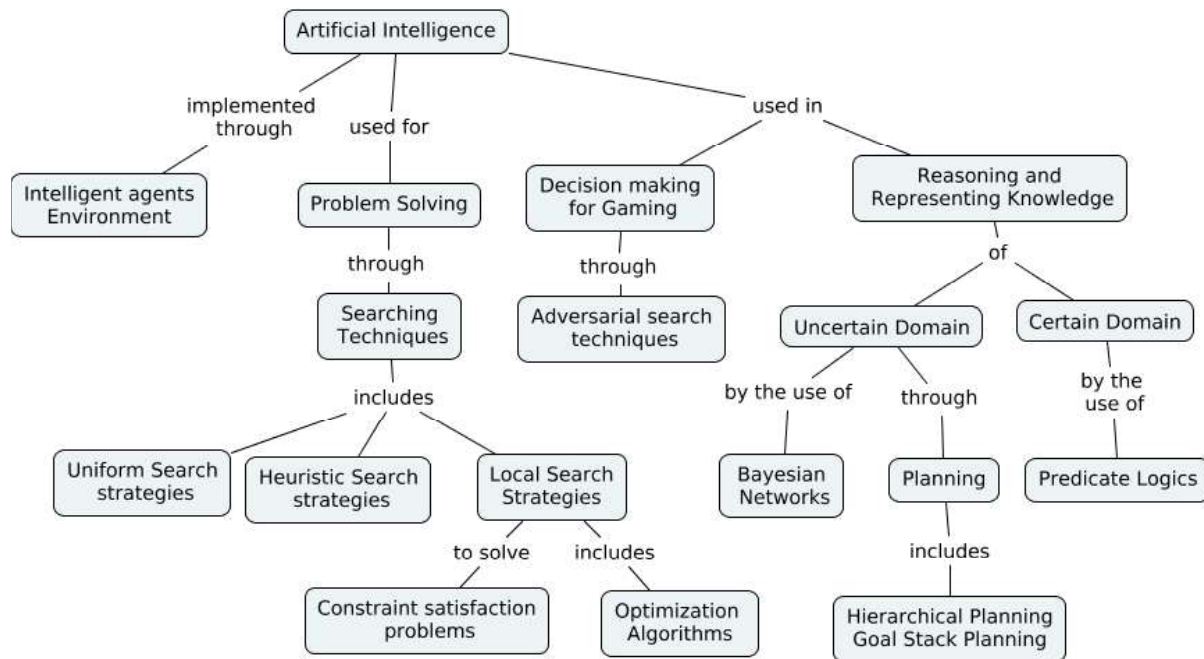 Artificial Intelligence
implemented
through
used for
used in
Intelligent agents
Environment
Problem Solving
Decision making
for Gaming
Reasoning and
Representing Knowledge
through
through
of
Searching
Techniques
Adversarial search
techniques
Uncertain Domain
Certain Domain
includes
by the use of
through
by the
use of
Uniform Search
strategies
Heuristic Search
strategies
Local Search
Strategies
Bayesian
Networks
Planning
Predicate Logics
to solve
includes
includes
Constraint satisfaction
problems
Optimization
Algorithms
Hierarchical Planning
Goal Stack Planning